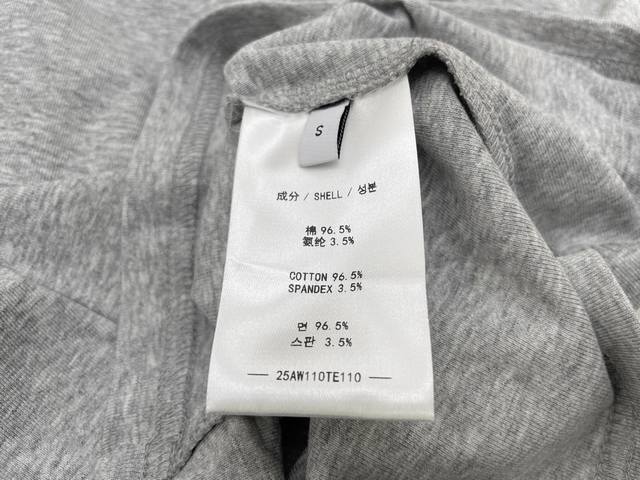 S
成分 / SHELL / 성분
棉 96.5%
氨纶 3.5%
COTTON 96.5%
SPANDEX 3.5%
면 96.5%
스판 3.5%
25AW110TE110